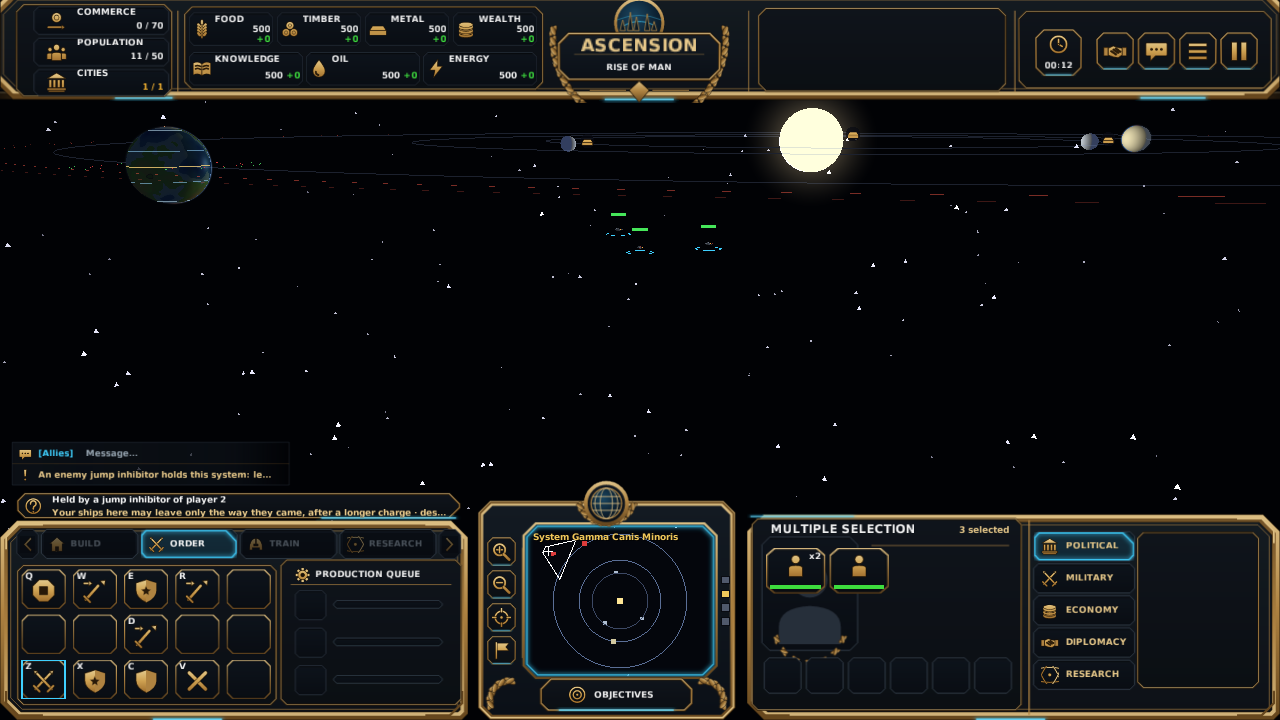 COMMERCE
0 / 70
POPULATION
11 / 50
CITIES
1 / 1
FOOD
500
+0
TIMBER
500
+0
METAL
500
+0
WEALTH
500
+0
KNOWLEDGE
500 +0
OIL
500 +0
ENERGY
500 +0
ASCENSION
RISE OF MAN
00:12
[Allies] Message...
! An enemy jump inhibitor holds this system: le...
Held by a jump inhibitor of player 2
Your ships here may leave only the way they came, after a longer charge · des...
BUILD
ORDER
TRAIN
RESEARCH
Q
W
E
R
D
Z
X
C
V
PRODUCTION QUEUE
System Gamma Canis Minoris
OBJECTIVES
MULTIPLE SELECTION
3 selected
x2
POLITICAL
MILITARY
ECONOMY
DIPLOMACY
RESEARCH